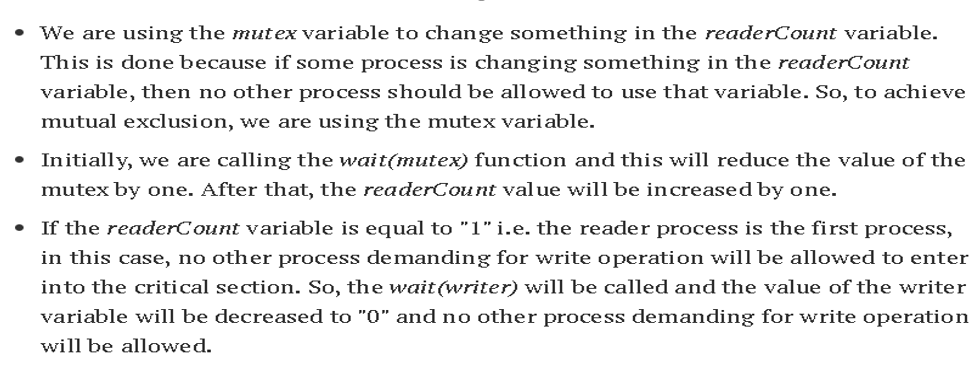 • We are using the mutex variable to change something in the readerCount variable.
This is done because if some process is changing something in the readerCount
variable, then no other process should be allowed to use that variable. So, to achieve
mutual exclusion, we are using the mutex variable.
• Initially, we are calling the wait(mutex) function and this will reduce the value of the
mutex by one. After that, the readerCount value will be increased by one.
• If the readerCount variable is equal to "1" i.e. the reader process is the first process,
in this case, no other process demanding for write operation will be allowed to enter
into the critical section. So, the wait(writer) will be called and the value of the writer
variable will be decreased to "0" and no other process demanding for write operation
will be allowed.